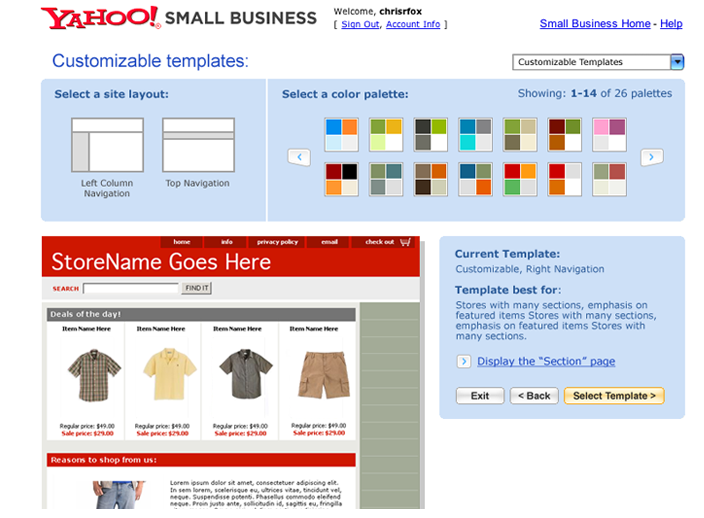 YAHOO!® SMALL BUSINESS
Welcome, chrisrfox
[ Sign Out, Account Info ]
Small Business Home - Help
Customizable templates:
Customizable Templates
Select a site layout:
Left Column
Navigation
Top Navigation
Select a color palette:
Showing: 1-14 of 26 palettes
home info privacy policy email check out
StoreName Goes Here
SEARCH FIND IT
Deals of the day!
Item Name Here Item Name Here Item Name Here Item Name Here
Regular price: $49.00 Regular price: $49.00 Regular price: $49.00 Regular price: $49.00
Sale price: $29.00 Sale price: $29.00 Sale price: $29.00 Sale price: $29.00
Reasons to shop from us:
Lorem ipsum dolor sit amet, consectetuer adipiscing elit.
In sem sem, scelerisque eu, ultrices vitae, tincidunt vel,
neque. Suspendisse potenti. Phasellus commodo eleifend
neque. Proin justo ante, sollicitudin ut, dignissim quis,
Current Template:
Customizable, Right Navigation
Template best for:
Stores with many sections, emphasis on
featured items Stores with many sections,
emphasis on featured items Stores with
many sections.
Display the “Section” page
Exit
< Back
Select Template >